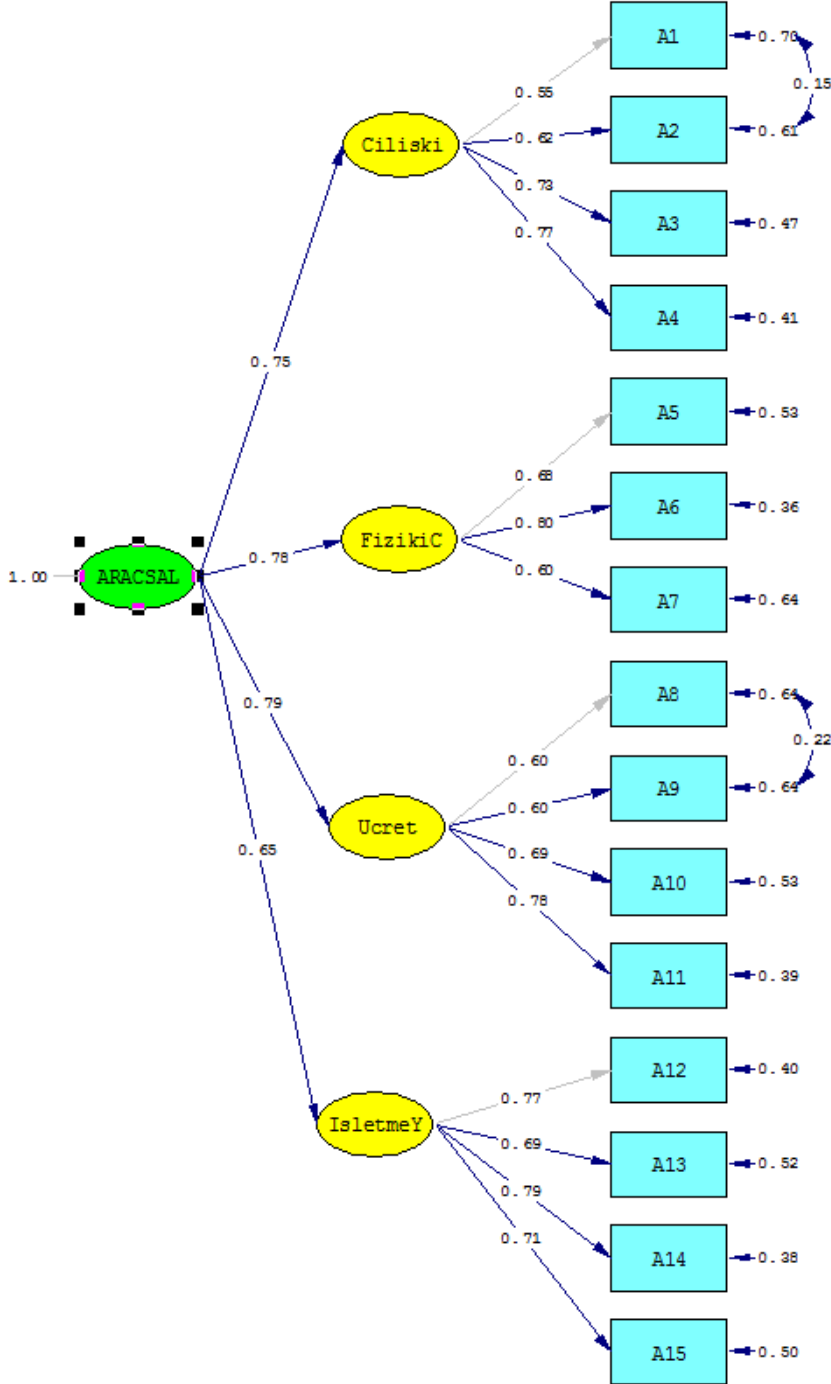 A1
0.70
0.15
0.55
Ciliski
0.62
A2
0.61
0.73
A3
0.47
0.77
A4
0.41
0.75
A5
0.53
0.68
FizikiC
0.80
A6
0.36
0.78
0.60
A7
0.64
1.00
ARACSAL
A8
0.64
0.22
0.79
0.60
0.60
A9
0.64
Ucret
0.65
0.69
A10
0.53
0.78
A11
0.39
A12
0.40
0.77
IsletmeY
0.69
A13
0.52
0.79
A14
0.38
0.71
A15
0.50